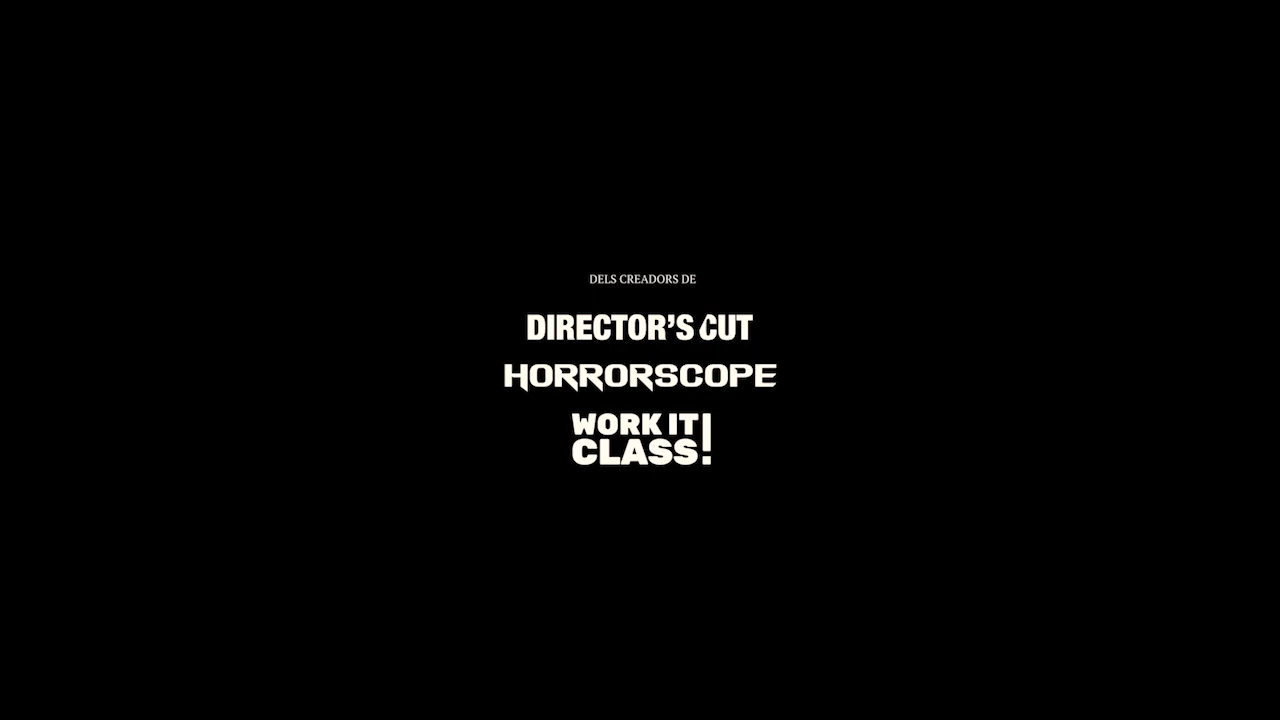 DELS CREADORS DE
DIRECTOR'S CUT
HORRORSCOPE
WORK IT
CLASS!